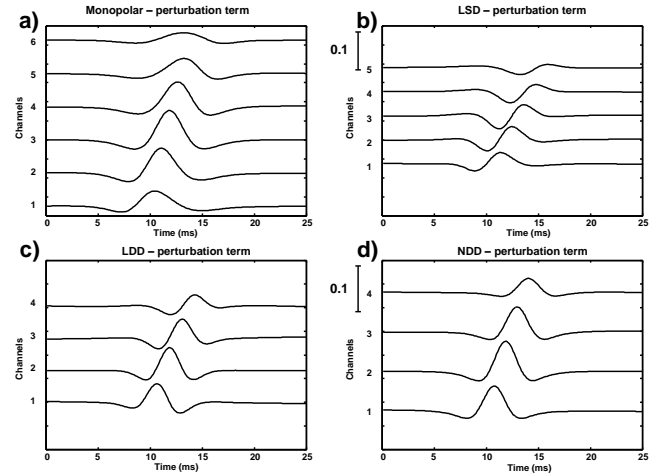 a)
Monopolar – perturbation term
6
5
4
3
2
1
Channels
0 5 10 15 20 25
Time (ms)
b)
LSD – perturbation term
0.1
5
4
3
2
1
Channels
0 5 10 15 20 25
Time (ms)
c)
LDD – perturbation term
4
3
2
1
Channels
0 5 10 15 20 25
Time (ms)
d)
NDD – perturbation term
0.1
4
3
2
1
Channels
0 5 10 15 20 25
Time (ms)